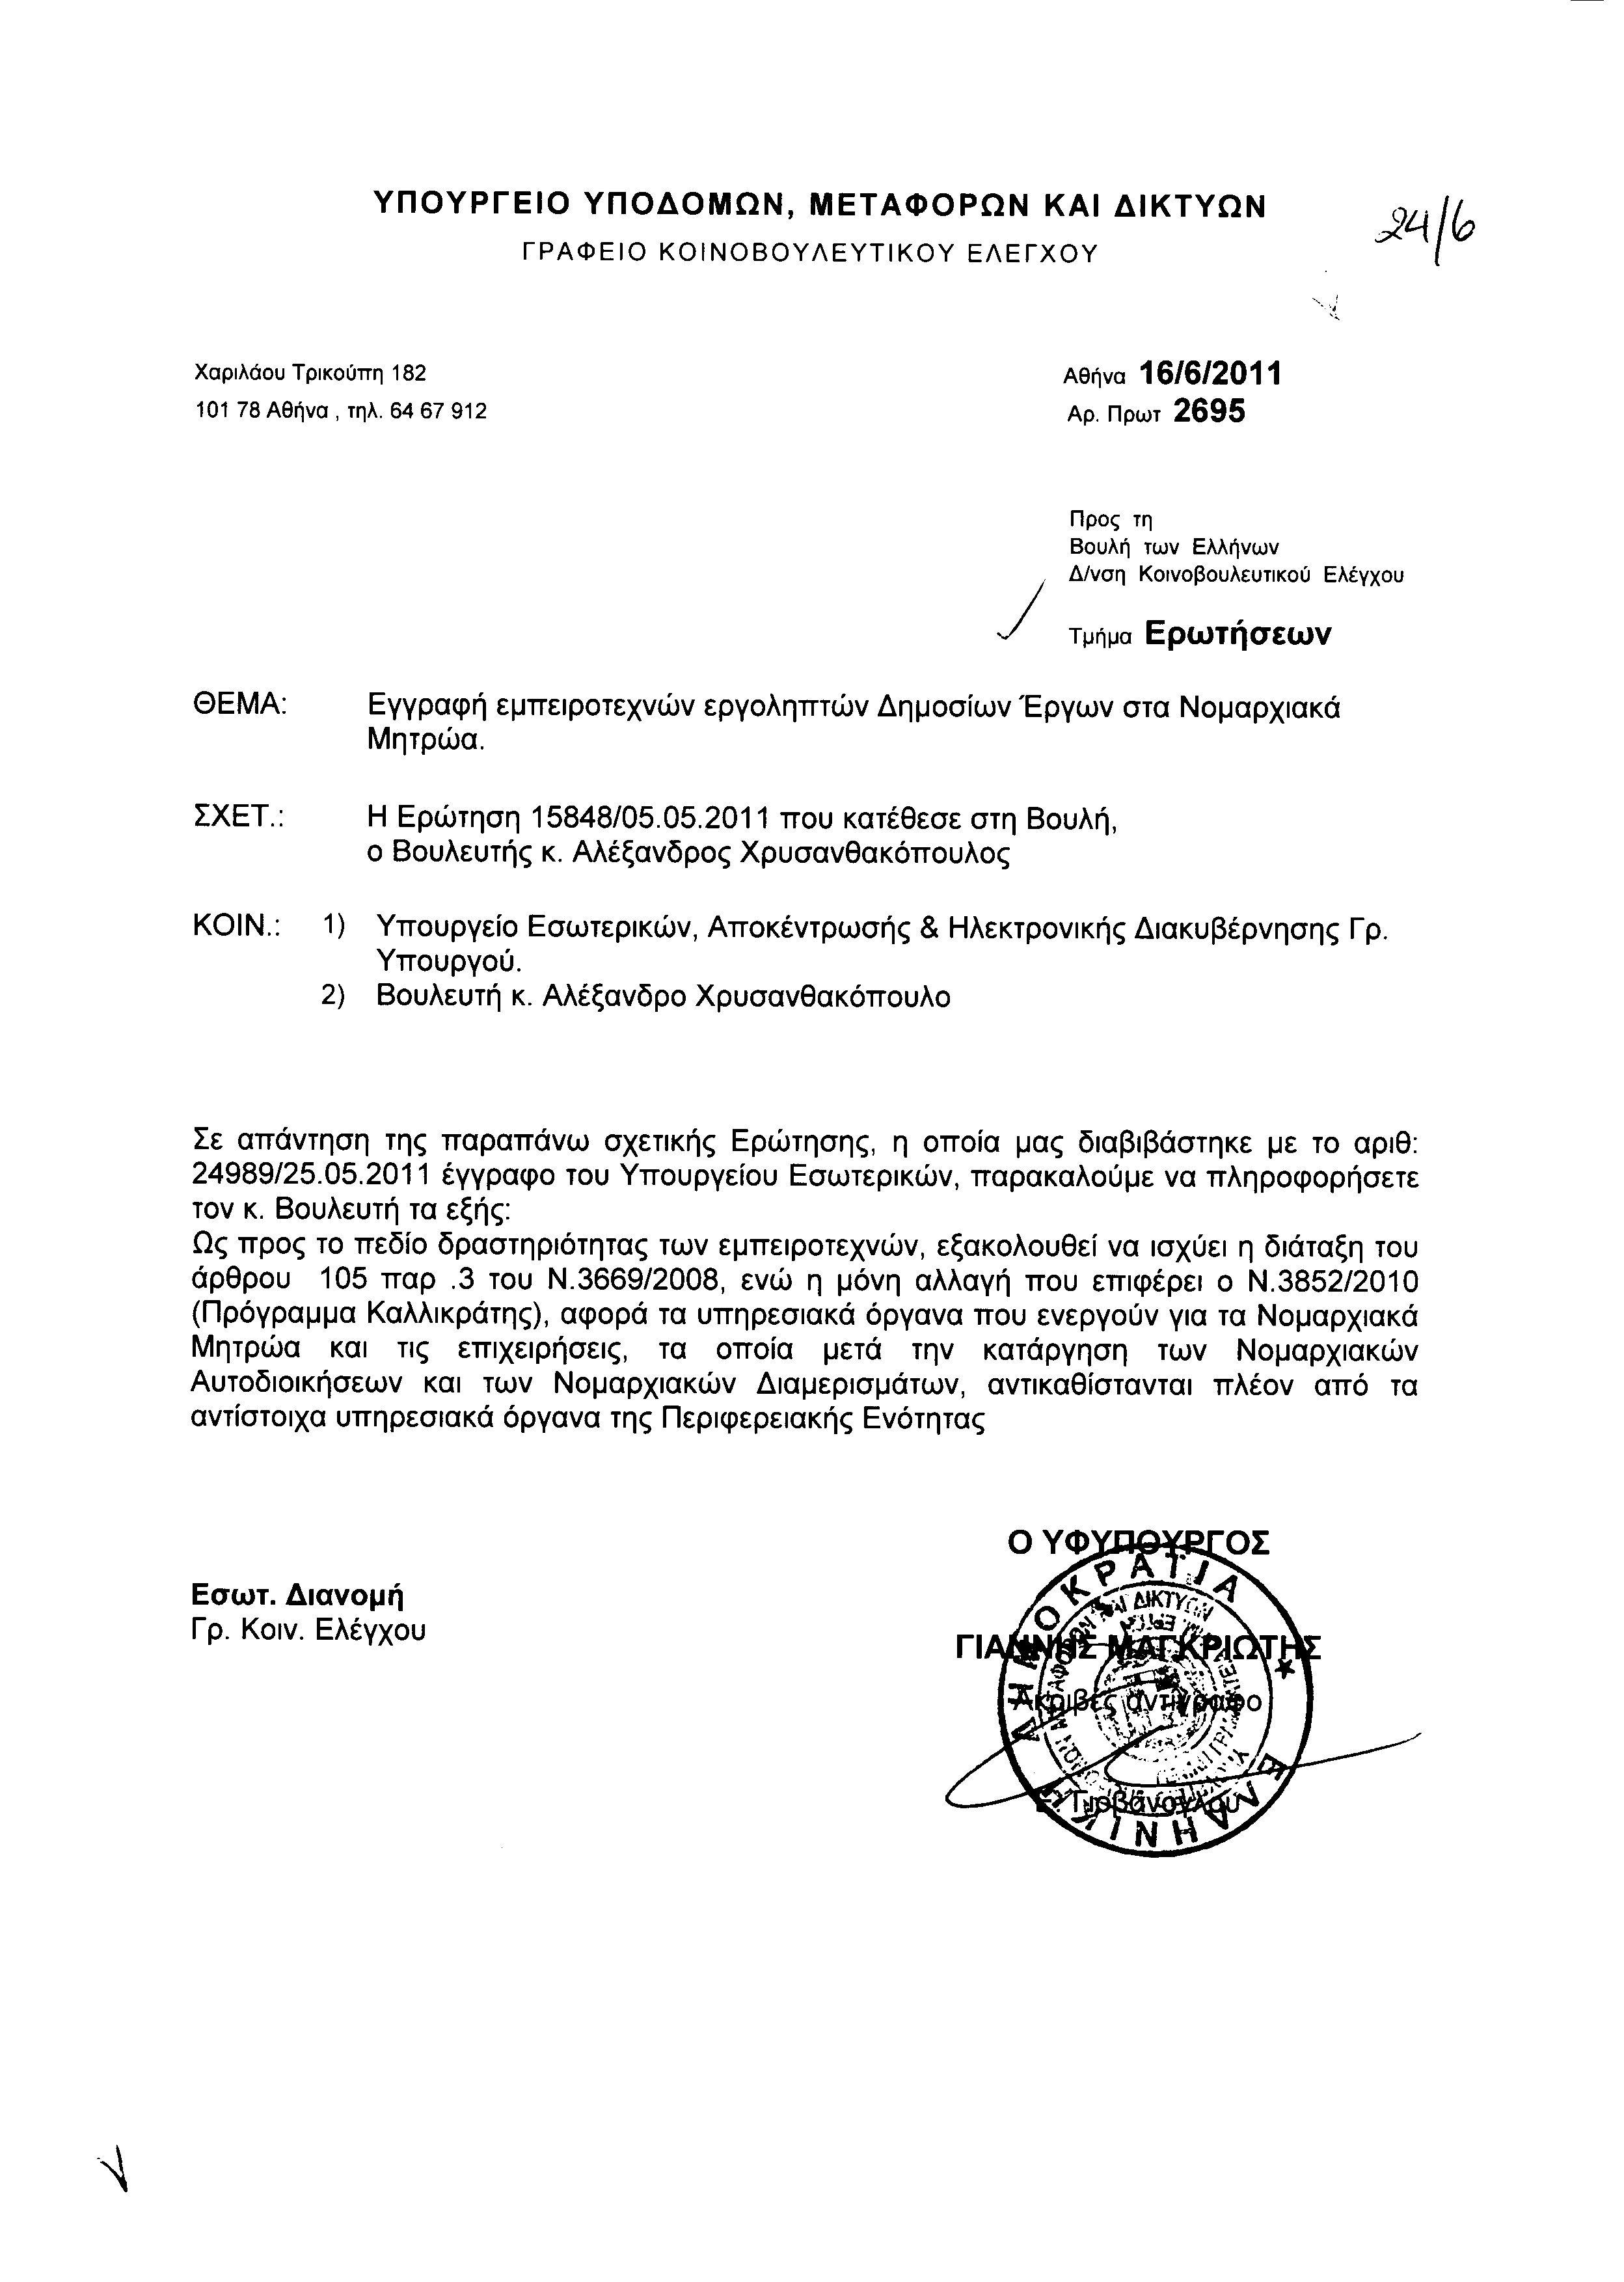 ΥΠΟΥΡΓΕΙΟ ΥΠΟΔΟΜΩΝ, ΜΕΤΑΦΟΡΩΝ ΚΑΙ ΔΙΚΤΥΩΝ
ΓΡΑΦΕΙΟ ΚΟΙΝΟΒΟΥΛΕΥΤΙΚΟΥ ΕΛΕΓΧΟΥ
24/6
Χαριλάου Τρικούπη 182
101 78 Αθήνα , τηλ. 64 67 912
Αθήνα 16/6/2011
Αρ. Πρωτ 2695
Προς τη
Βουλή των Ελλήνων
Δ/νση Κοινοβουλευτικού Ελέγχου
Τμήμα Ερωτήσεων
ΘΕΜΑ: Εγγραφή εμπειροτεχνών εργοληπτών Δημοσίων Έργων στα Νομαρχιακά
Μητρώα.
ΣΧΕΤ.: Η Ερώτηση 15848/05.05.2011 που κατέθεσε στη Βουλή,
ο Βουλευτής κ. Αλέξανδρος Χρυσανθακόπουλος
ΚΟΙΝ.: 1) Υπουργείο Εσωτερικών, Αποκέντρωσής & Ηλεκτρονικής Διακυβέρνησης Γρ.
Υπουργού.
2) Βουλευτή κ. Αλέξανδρο Χρυσανθακόπουλο
Σε απάντηση της παραπάνω σχετικής Ερώτησης, η οποία μας διαβιβάστηκε με το αριθ:
24989/25.05.2011 έγγραφο του Υπουργείου Εσωτερικών, παρακαλούμε να πληροφορήσετε
τον κ. Βουλευτή τα εξής:
Ως προς το πεδίο δραστηριότητας των εμπειροτεχνών, εξακολουθεί να ισχύει η διάταξη του
άρθρου 105 παρ .3 του Ν.3669/2008, ενώ η μόνη αλλαγή που επιφέρει ο Ν.3852/2010
(Πρόγραμμα Καλλικράτης), αφορά τα υπηρεσιακά όργανα που ενεργούν για τα Νομαρχιακά
Μητρώα και τις επιχειρήσεις, τα οποία μετά την κατάργηση των Νομαρχιακών
Αυτοδιοικήσεων και των Νομαρχιακών Διαμερισμάτων, αντικαθίστανται πλέον από τα
αντίστοιχα υπηρεσιακά όργανα της Περιφερειακής Ενότητας
Ο ΥΦΥΠΟΥΡΓΟΣ
Εσωτ. Διανομή
Γρ. Κοιν. Ελέγχου
ΓΙΑΝΝΗΣ ΜΑΓΚΡΙΩΤΗΣ
Ακριβές αντίγραφο
ΕΛΛΗΝΙΚΗ ΔΗΜΟΚΡΑΤΙΑ